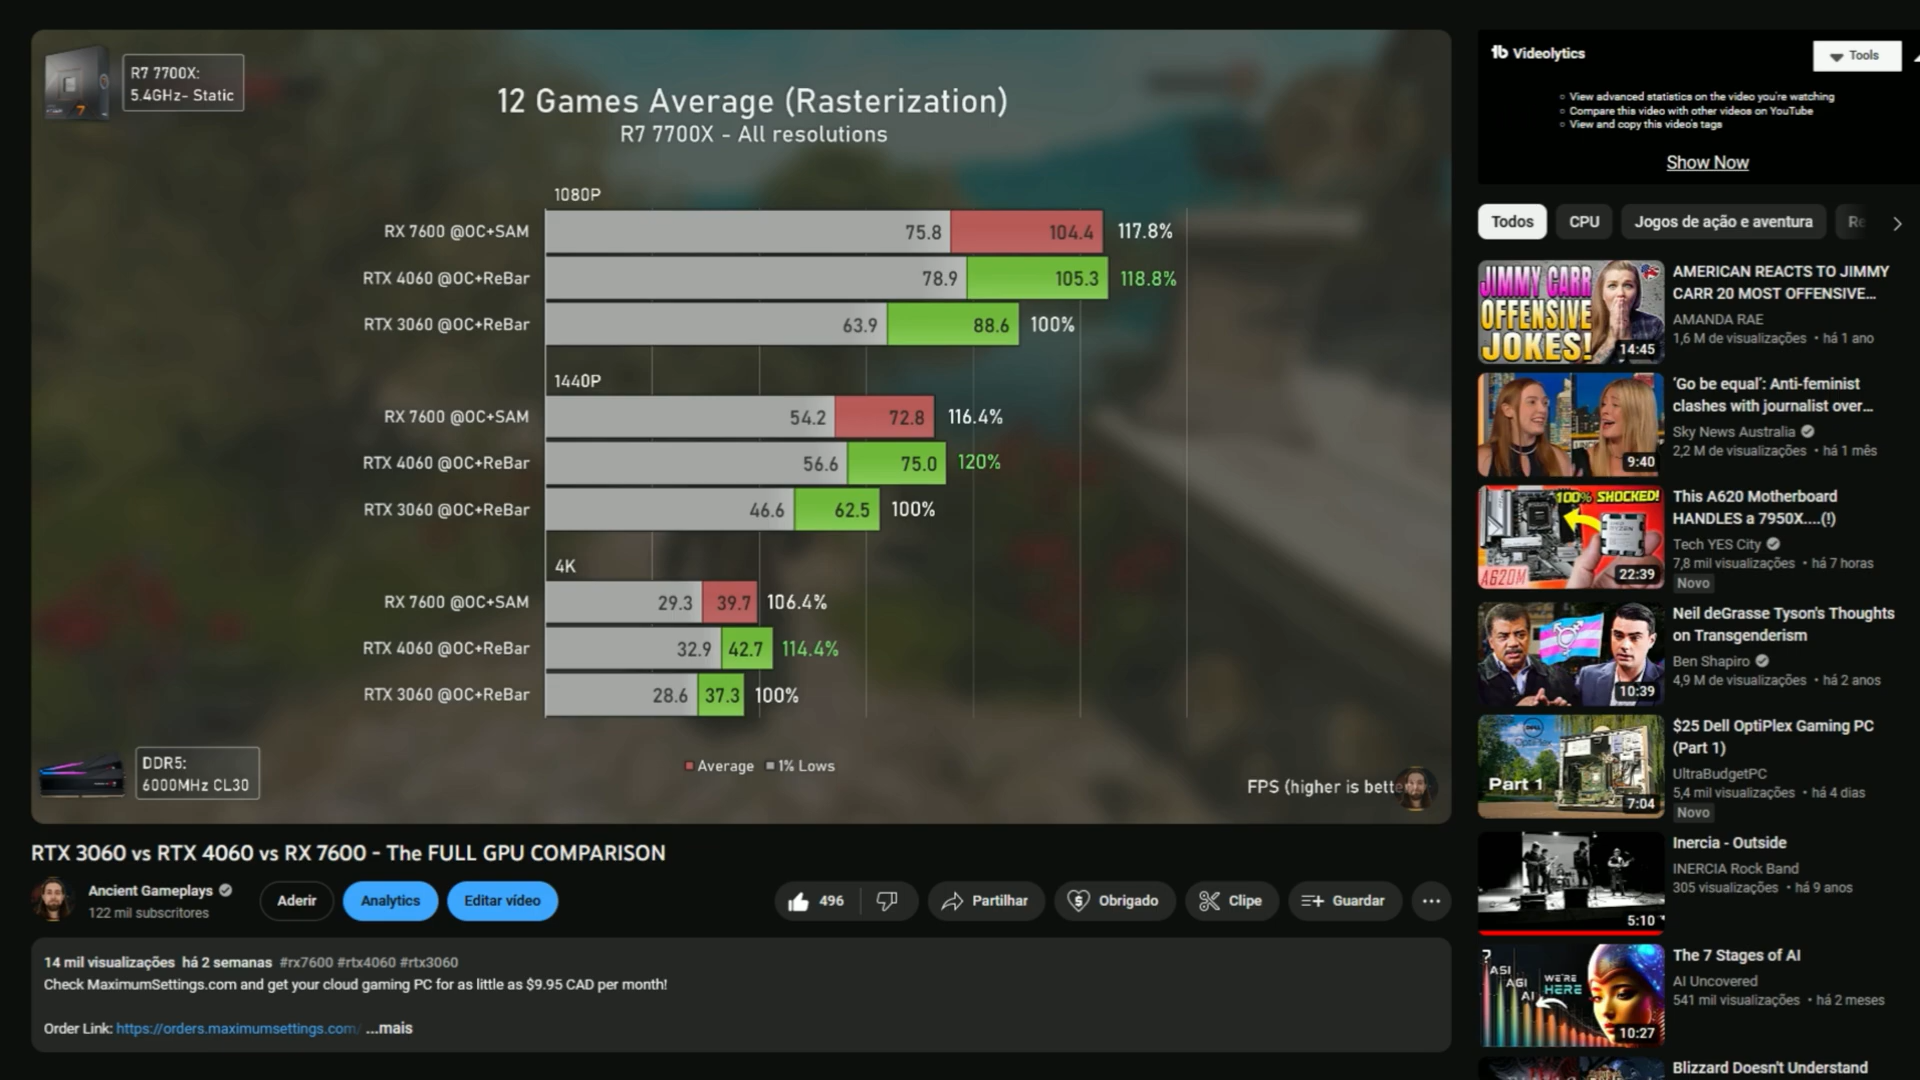 R7 7700X:
5.4GHz- Static
12 Games Average (Rasterization)
R7 7700X - All resolutions
1080P
RX 7600 @OC+SAM 75.8 104.4 117.8%
RTX 4060 @OC+ReBar 78.9 105.3 118.8%
RTX 3060 @OC+ReBar 63.9 88.6 100%
1440P
RX 7600 @OC+SAM 54.2 72.8 116.4%
RTX 4060 @OC+ReBar 56.6 75.0 120%
RTX 3060 @OC+ReBar 46.6 62.5 100%
4K
RX 7600 @OC+SAM 29.3 39.7 106.4%
RTX 4060 @OC+ReBar 32.9 42.7 114.4%
RTX 3060 @OC+ReBar 28.6 37.3 100%
Average 1% Lows
DDR5:
6000MHz CL30
FPS (higher is bette
RTX 3060 vs RTX 4060 vs RX 7600 - The FULL GPU COMPARISON
Ancient Gameplays
122 mil subscritores
Aderir
Analytics
Editar vídeo
496
Partilhar
Obrigado
Clipe
Guardar
14 mil visualizações há 2 semanas #rx7600 #rtx4060 #rtx3060
Check MaximumSettings.com and get your cloud gaming PC for as little as $9.95 CAD per month!
Order Link: https://orders.maximumsettings.com/ ...mais
Videolytics
Tools
View advanced statistics on the video you're watching
Compare this video with other videos on YouTube
View and copy this video's tags
Show Now
Todos
CPU
Jogos de ação e aventura
Re
JIMMY CARR
OFFENSIVE
JOKES!
14:45
AMERICAN REACTS TO JIMMY
CARR 20 MOST OFFENSIVE...
AMANDA RAE
1,6 M de visualizações • há 1 ano
9:40
'Go be equal': Anti-feminist
clashes with journalist over...
Sky News Australia
2,2 M de visualizações • há 1 mês
100% SHOCKED!
A620M
22:39
This A620 Motherboard
HANDLES a 7950X....(!)
Tech YES City
7,8 mil visualizações • há 7 horas
Novo
10:39
Neil deGrasse Tyson's Thoughts
on Transgenderism
Ben Shapiro
4,9 M de visualizações • há 2 anos
Part 1
7:04
$25 Dell OptiPlex Gaming PC
(Part 1)
UltraBudgetPC
5,4 mil visualizações • há 4 dias
Novo
5:10
Inercia - Outside
INERCIA Rock Band
305 visualizações • há 9 anos
?
ASI
AGI
AI
WE'RE
HERE
10:27
The 7 Stages of AI
AI Uncovered
541 mil visualizações • há 2 meses
Blizzard Doesn't Understand